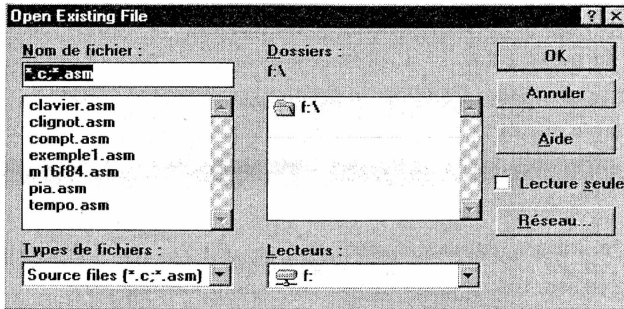 Open Existing File
Nom de fichier :
*.c;*.asm
clavier.asm
clignot.asm
compt.asm
exemple1.asm
m16f84.asm
pia.asm
tempo.asm
Types de fichiers :
Source files (*.c;*.asm)
Dossiers :
f:\
f:\
Lecteurs :
f:
OK
Annuler
Aide
Lecture seule
Réseau...